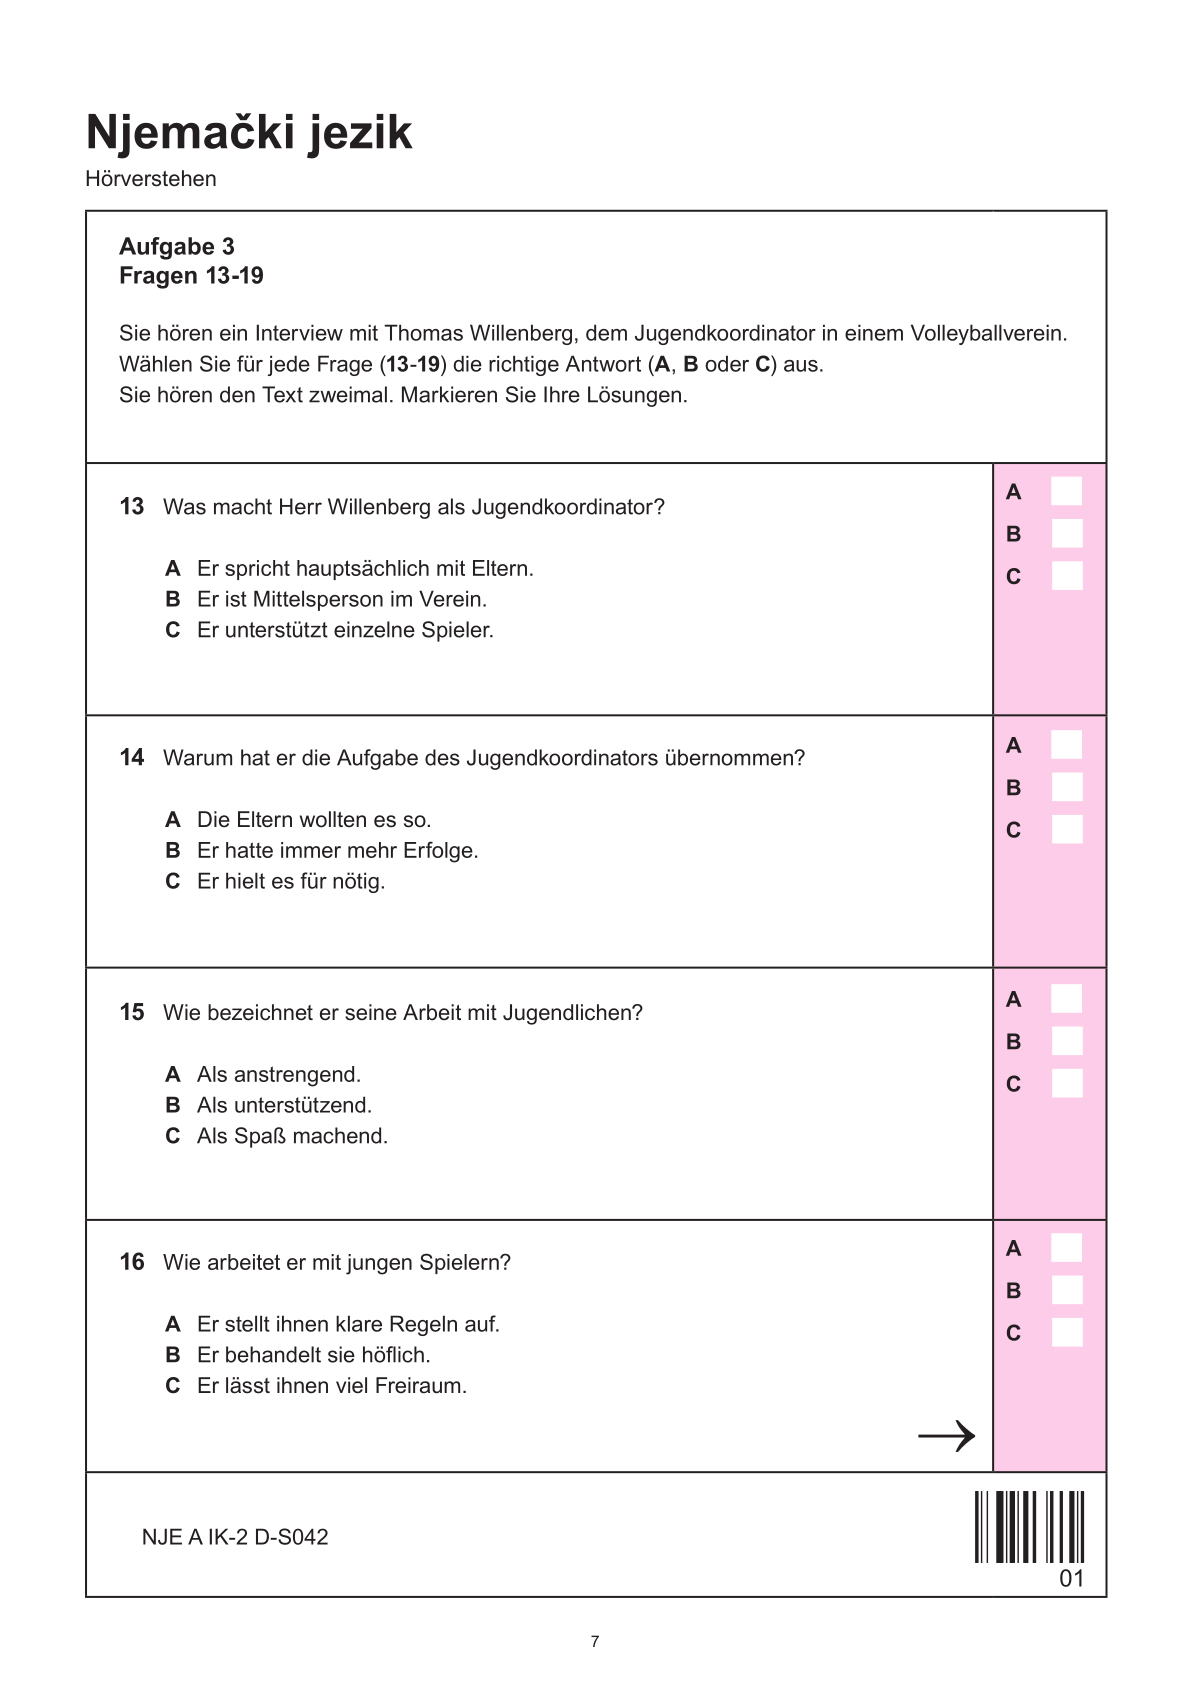 Njemački jezik
Hörverstehen
Aufgabe 3
Fragen 13-19
Sie hören ein Interview mit Thomas Willenberg, dem Jugendkoordinator in einem Volleyballverein.
Wählen Sie für jede Frage (13-19) die richtige Antwort (A, B oder C) aus.
Sie hören den Text zweimal. Markieren Sie Ihre Lösungen.
13 Was macht Herr Willenberg als Jugendkoordinator?
A Er spricht hauptsächlich mit Eltern.
B Er ist Mittelsperson im Verein.
C Er unterstützt einzelne Spieler.
A
B
C
14 Warum hat er die Aufgabe des Jugendkoordinators übernommen?
A Die Eltern wollten es so.
B Er hatte immer mehr Erfolge.
C Er hielt es für nötig.
A
B
C
15 Wie bezeichnet er seine Arbeit mit Jugendlichen?
A Als anstrengend.
B Als unterstützend.
C Als Spaß machend.
A
B
C
16 Wie arbeitet er mit jungen Spielern?
A Er stellt ihnen klare Regeln auf.
B Er behandelt sie höflich.
C Er lässt ihnen viel Freiraum.
A
B
C
NJE A IK-2 D-S042
01
7